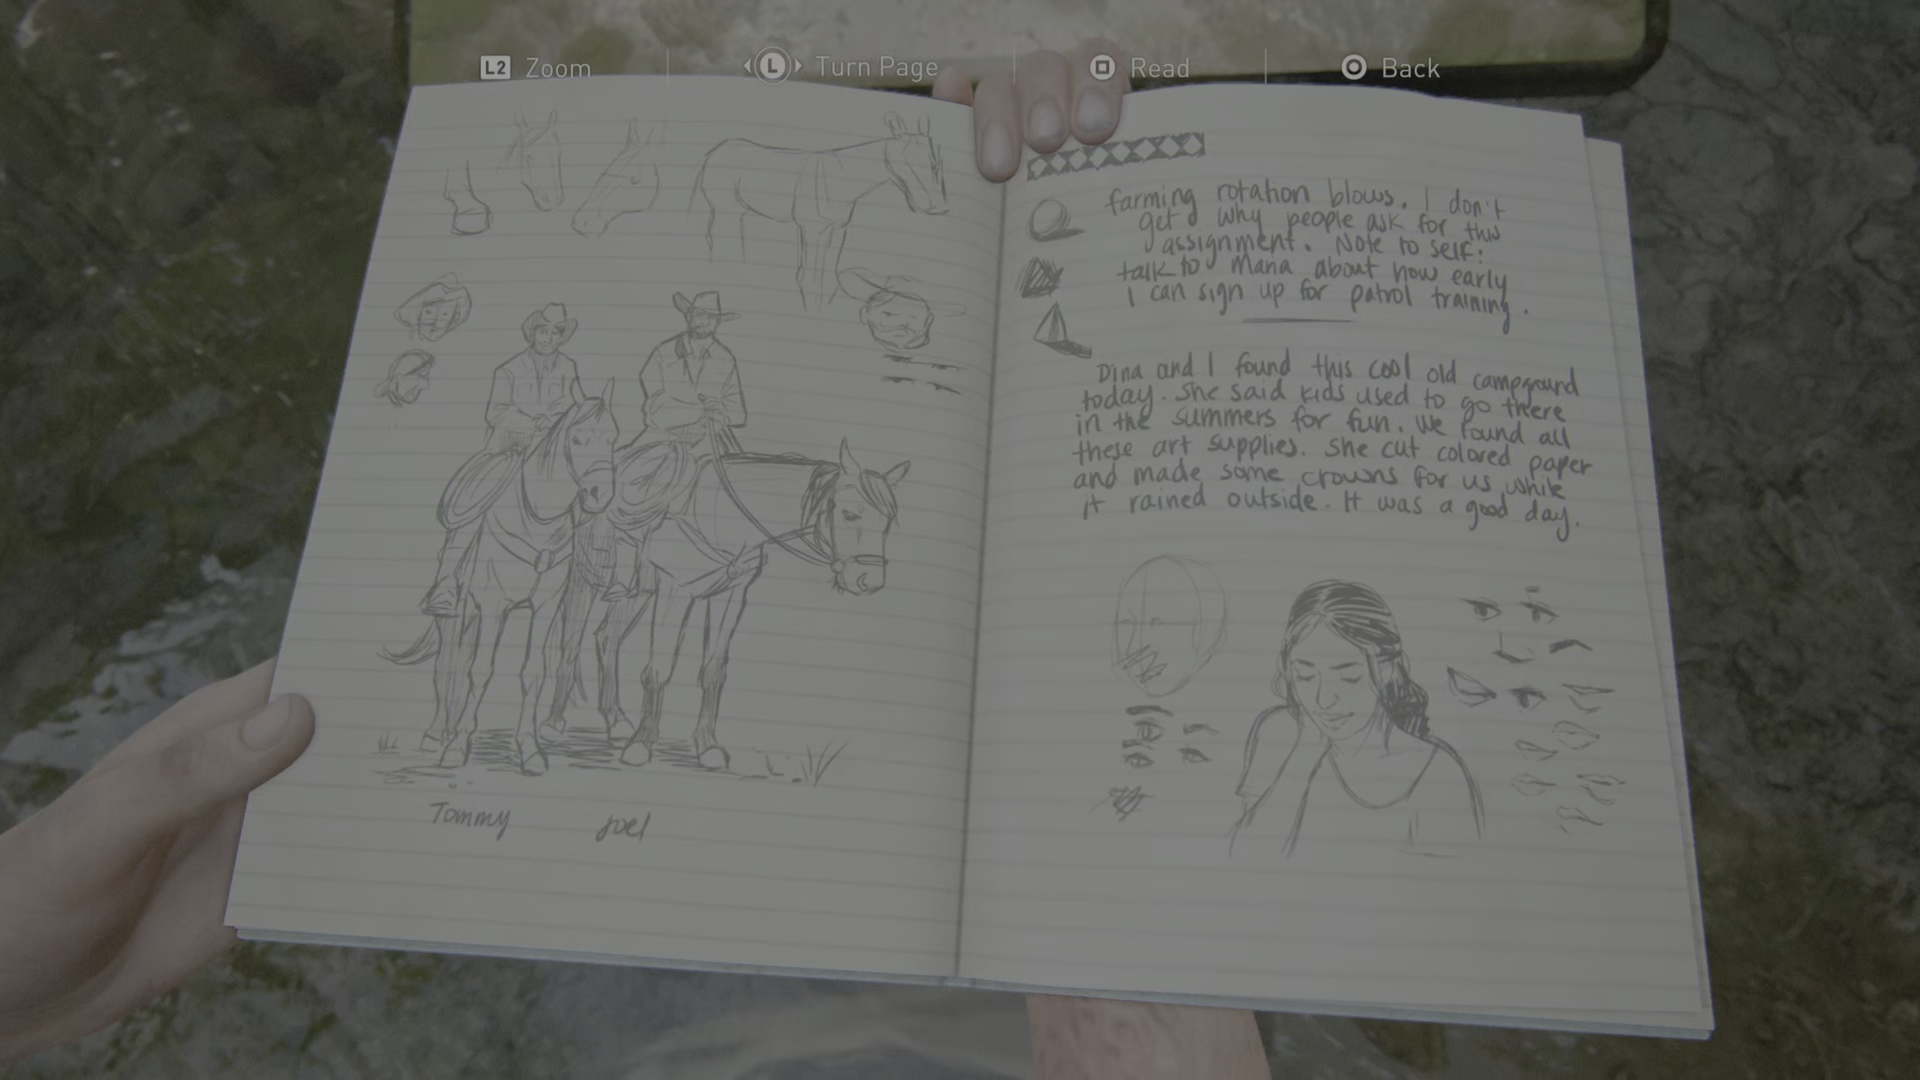 L2 Zoom
L Turn Page
Read
Back
farming rotation blows. I don't
get why people ask for this
assignment. Note to self:
talk to Maria about how early
I can sign up for patrol training.
Dina and I found this cool old campground
today. She said kids used to go there
in the summers for fun. We found all
these art supplies. She cut colored paper
and made some crowns for us while
it rained outside. It was a good day.
Tommy
Joel